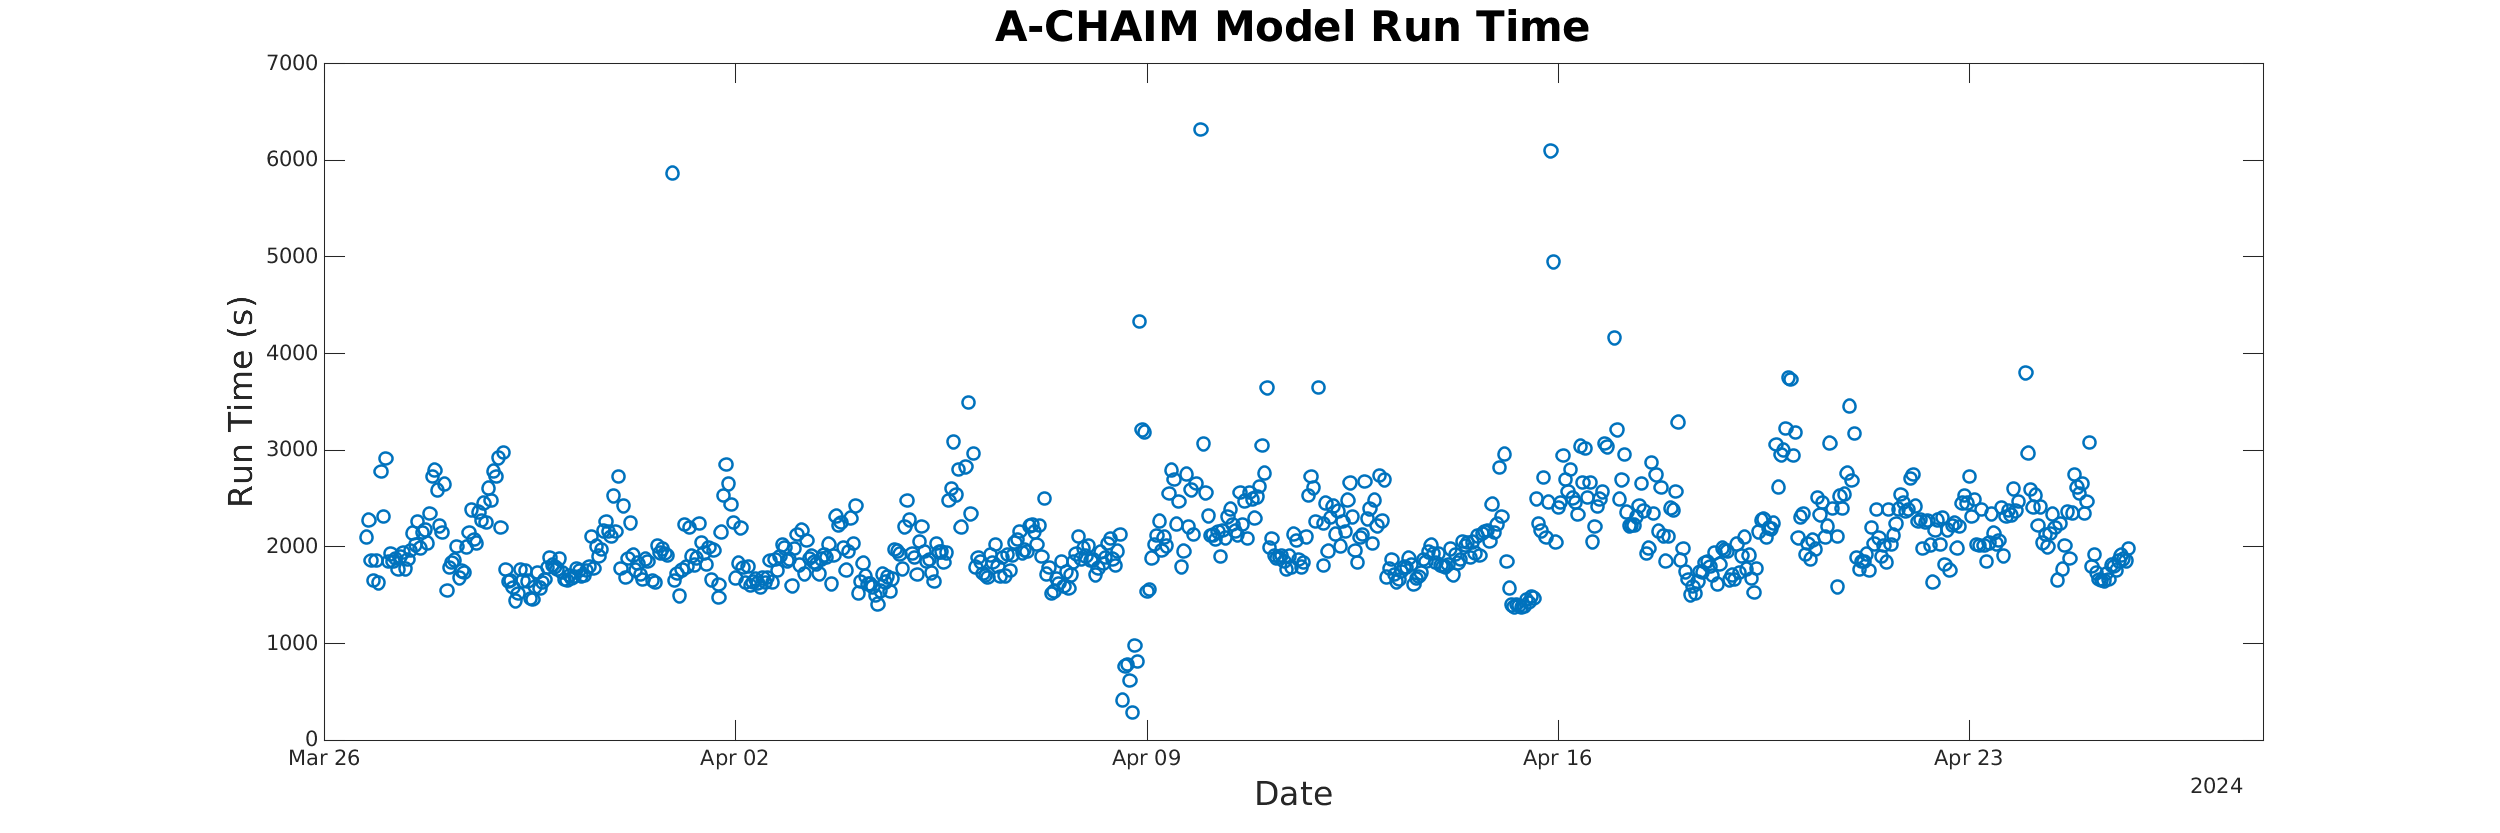 A-CHAIM Model Run Time
Run Time (s)
7000
6000
5000
4000
3000
2000
1000
0
Mar 26
Apr 02
Apr 09
Apr 16
Apr 23
2024
Date